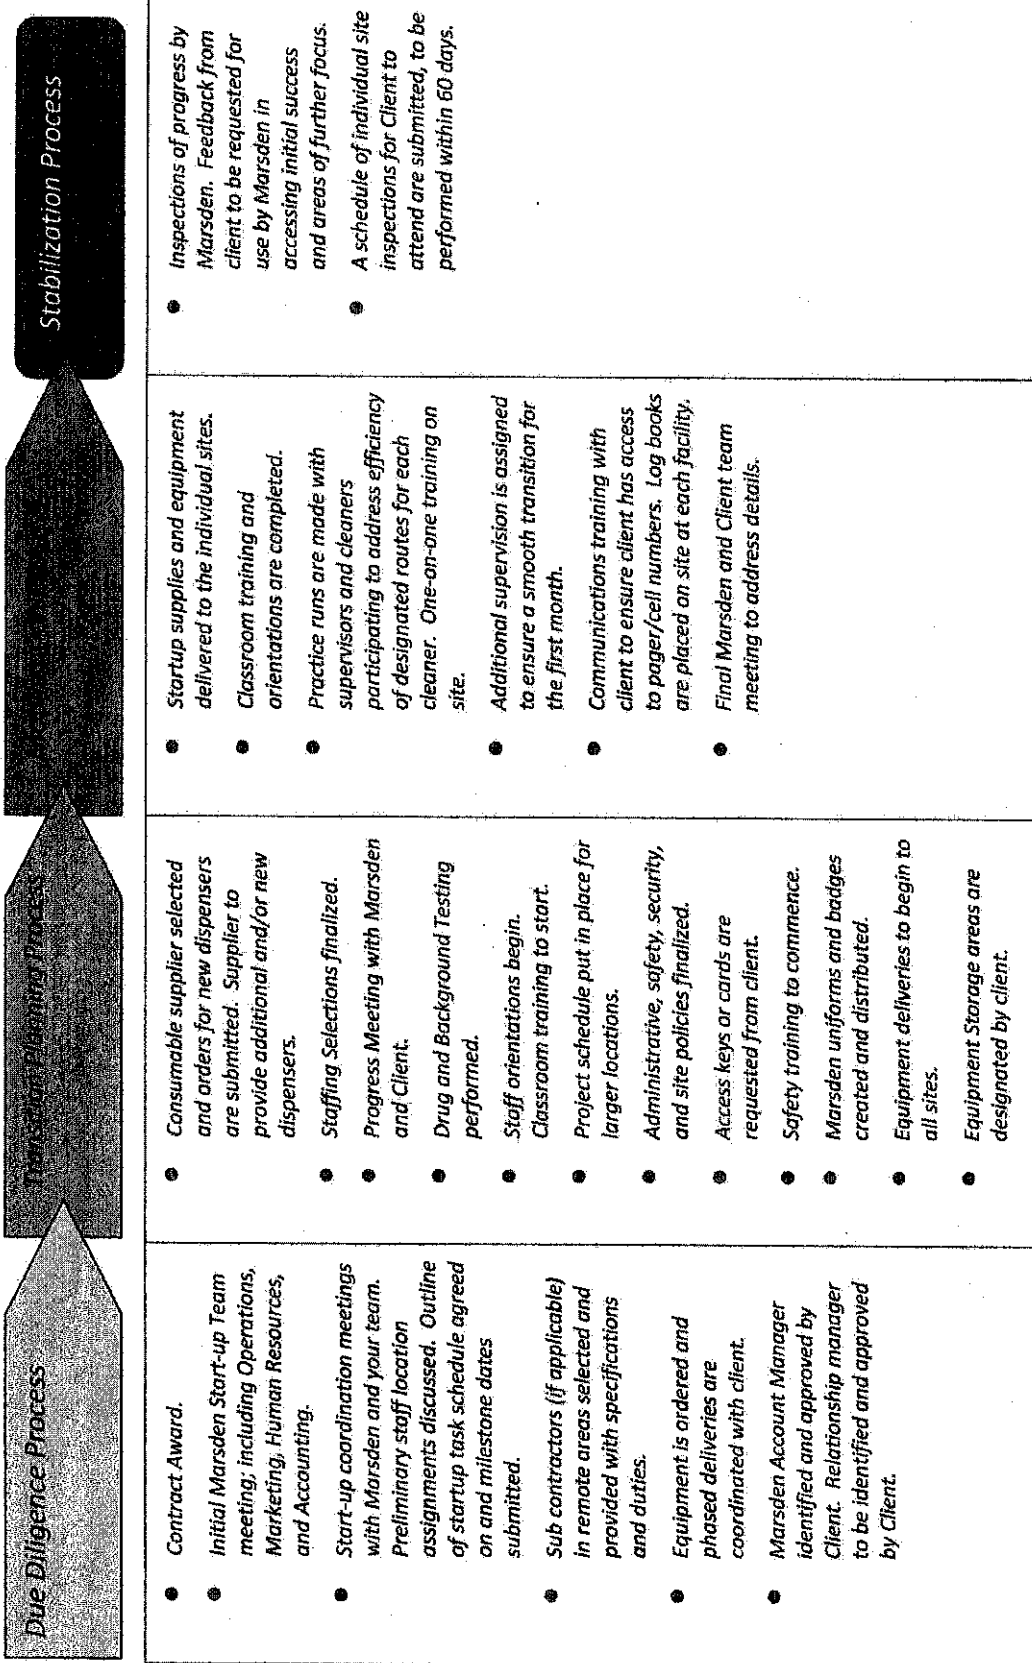 Due Diligence Process
Transition Planning Process
Stabilization Process
● Contract Award.
● Initial Marsden Start-up Team
meeting; including Operations,
Marketing, Human Resources,
and Accounting.
● Start-up coordination meetings
with Marsden and your team.
Preliminary staff location
assignments discussed. Outline
of startup task schedule agreed
on and milestone dates
submitted.
● Sub contractors (if applicable)
in remote areas selected and
provided with specifications
and duties.
● Equipment is ordered and
phased deliveries are
coordinated with client.
● Marsden Account Manager
identified and approved by
Client. Relationship manager
to be identified and approved
by Client.
● Consumable supplier selected
and orders for new dispensers
are submitted. Supplier to
provide additional and/or new
dispensers.
● Staffing Selections finalized.
● Progress Meeting with Marsden
and Client.
● Drug and Background Testing
performed.
● Staff orientations begin.
Classroom training to start.
● Project schedule put in place for
larger locations.
● Administrative, safety, security,
and site policies finalized.
● Access keys or cards are
requested from client.
● Safety training to commence.
● Marsden uniforms and badges
created and distributed.
● Equipment deliveries to begin to
all sites.
● Equipment Storage areas are
designated by client.
● Startup supplies and equipment
delivered to the individual sites.
● Classroom training and
orientations are completed.
● Practice runs are made with
supervisors and cleaners
participating to address efficiency
of designated routes for each
cleaner. One-on-one training on
site.
● Additional supervision is assigned
to ensure a smooth transition for
the first month.
● Communications training with
client to ensure client has access
to pager/cell numbers. Log books
are placed on site at each facility.
● Final Marsden and Client team
meeting to address details.
● Inspections of progress by
Marsden. Feedback from
client to be requested for
use by Marsden in
accessing initial success
and areas of further focus.
● A schedule of individual site
inspections for Client to
attend are submitted, to be
performed within 60 days.